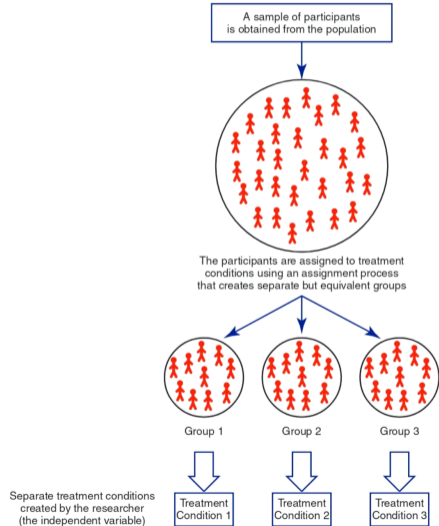 A sample of participants
is obtained from the population
The participants are assigned to treatment
conditions using an assignment process
that creates separate but equivalent groups
Group 1
Group 2
Group 3
Separate treatment conditions
created by the researcher
(the independent variable)
Treatment
Condition 1
Treatment
Condition 2
Treatment
Condition 3